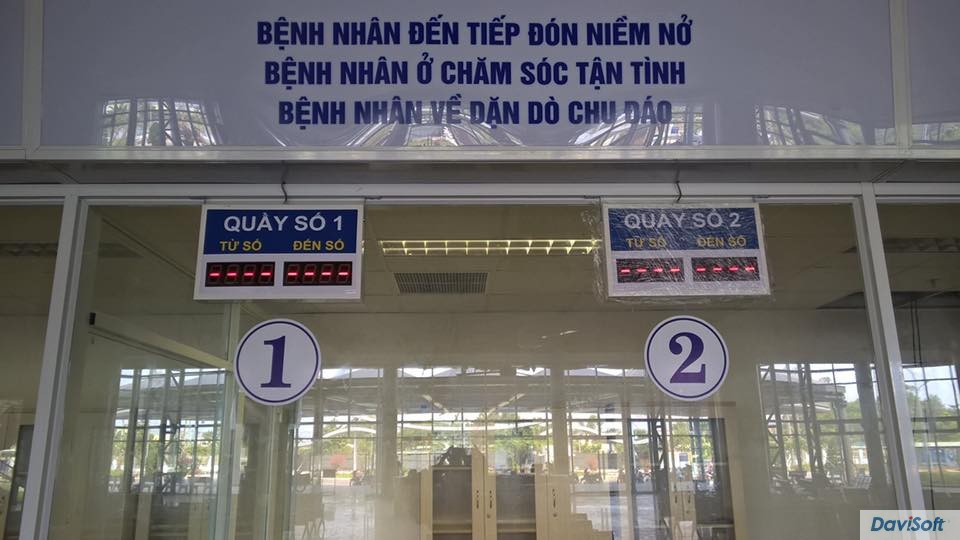 BỆNH NHÂN ĐẾN TIẾP ĐÓN NIỀM NỞ
BỆNH NHÂN Ở CHĂM SÓC TẬN TÌNH
BỆNH NHÂN VỀ DẶN DÒ CHU ĐÁO
QUẦY SỐ 1
TỪ SỐ ĐẾN SỐ
---- ----
QUẦY SỐ 2
TỪ SỐ ĐẾN SỐ
---- ----
1
2
DaviSoft